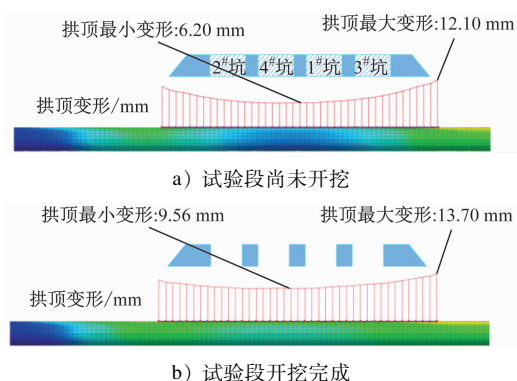 拱顶最小变形:6.20 mm
拱顶最大变形:12.10 mm
2#坑 4#坑 1#坑 3#坑
拱顶变形/mm
a）试验段尚未开挖
拱顶最小变形:9.56 mm
拱顶最大变形:13.70 mm
拱顶变形/mm
b）试验段开挖完成